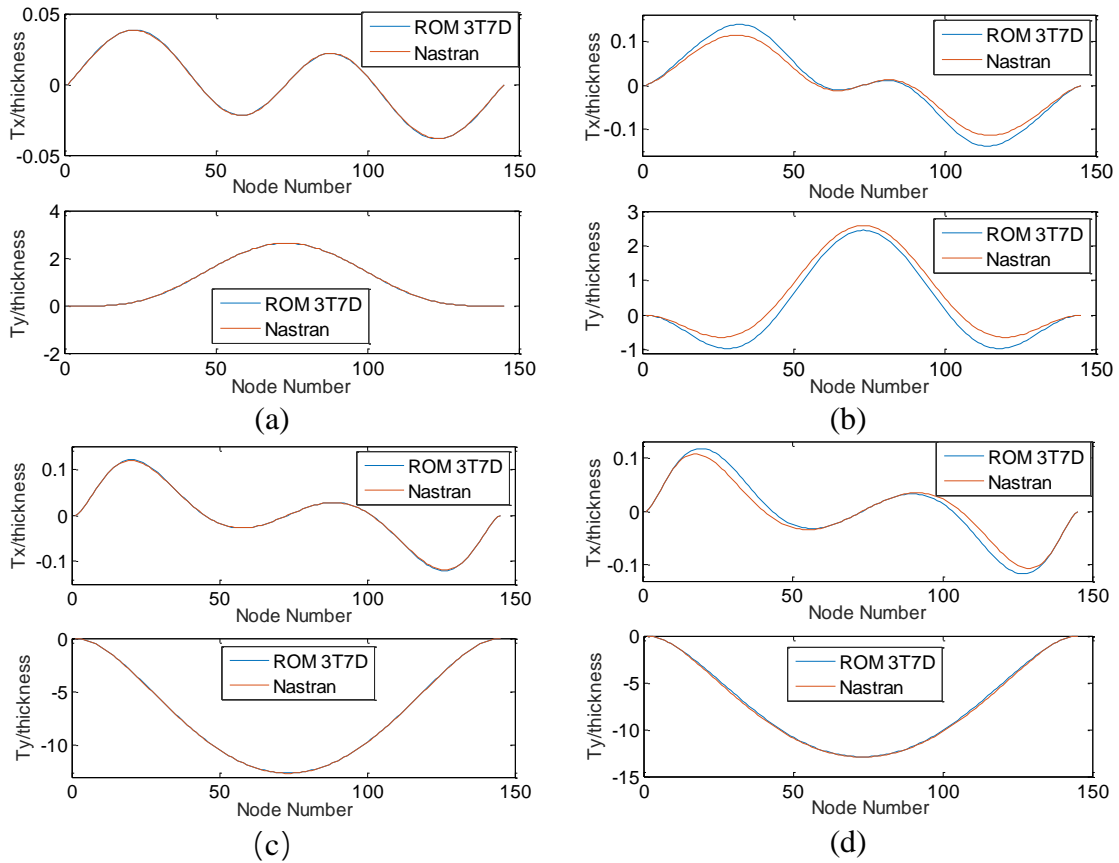 0.05
0
-0.05
Tx/thickness
ROM 3T7D
Nastran
0
50
100
150
Node Number
4
2
0
-2
Ty/thickness
ROM 3T7D
Nastran
0
50
100
150
Node Number
(a)
0.1
0
-0.1
Tx/thickness
ROM 3T7D
Nastran
0
50
100
150
Node Number
3
2
1
0
-1
Ty/thickness
ROM 3T7D
Nastran
0
50
100
150
Node Number
(b)
0.1
0
-0.1
Tx/thickness
ROM 3T7D
Nastran
0
50
100
150
Node Number
0
-5
-10
Ty/thickness
ROM 3T7D
Nastran
0
50
100
150
Node Number
(c)
0.1
0
-0.1
Tx/thickness
ROM 3T7D
Nastran
0
50
100
150
Node Number
0
-5
-10
-15
Ty/thickness
ROM 3T7D
Nastran
0
50
100
150
Node Number
(d)